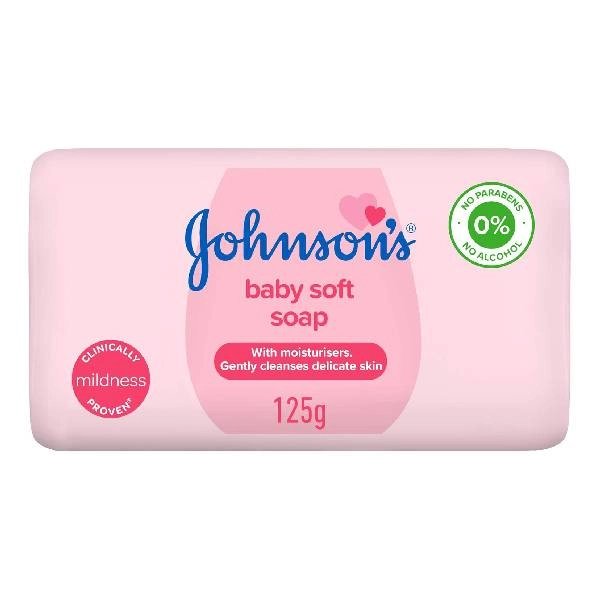 Johnson's®
baby soft
soap
With moisturisers.
Gently cleanses delicate skin
125g
NO PARABENS
0%
NO ALCOHOL
CLINICALLY
mildness
PROVEN*